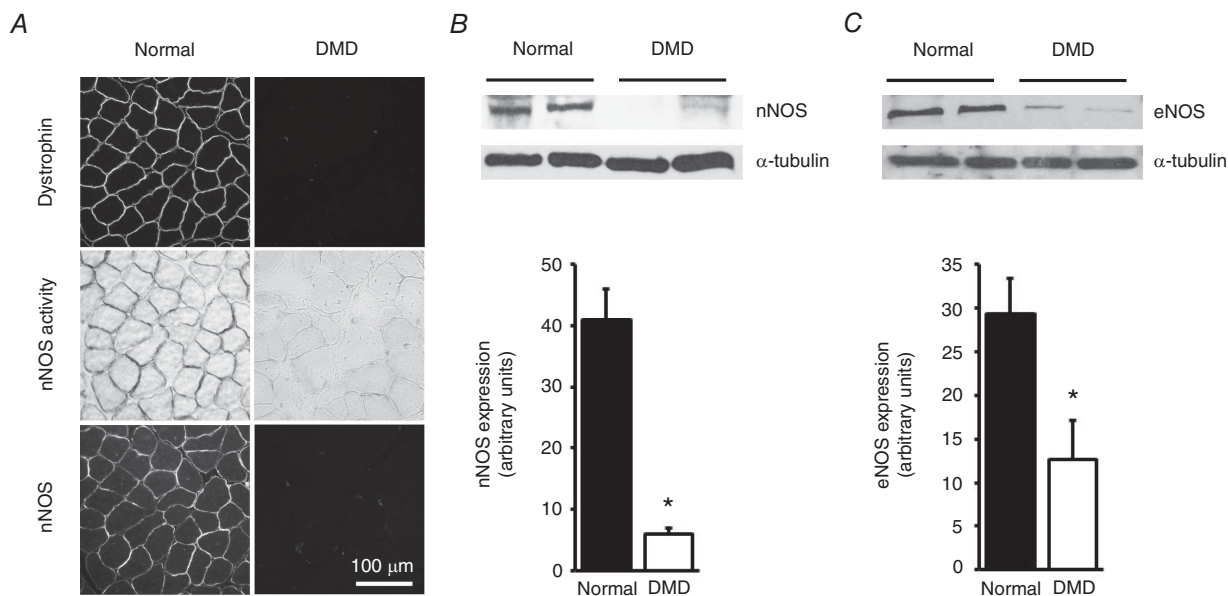 A
Normal
DMD
Dystrophin
nNOS activity
nNOS
100 μm
B
Normal
DMD
nNOS
α-tubulin
nNOS expression
(arbitrary units)
50
40
30
20
10
0
*
Normal
DMD
C
Normal
DMD
eNOS
α-tubulin
eNOS expression
(arbitrary units)
35
30
25
20
15
10
5
0
*
Normal
DMD